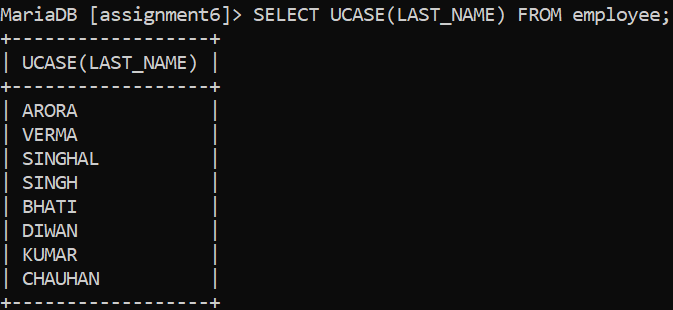 MariaDB [assignment6]> SELECT UCASE(LAST_NAME) FROM employee;
+------------------+
| UCASE(LAST_NAME) |
+------------------+
| ARORA            |
| VERMA            |
| SINGHAL          |
| SINGH            |
| BHATI            |
| DIWAN            |
| KUMAR            |
| CHAUHAN          |
+------------------+